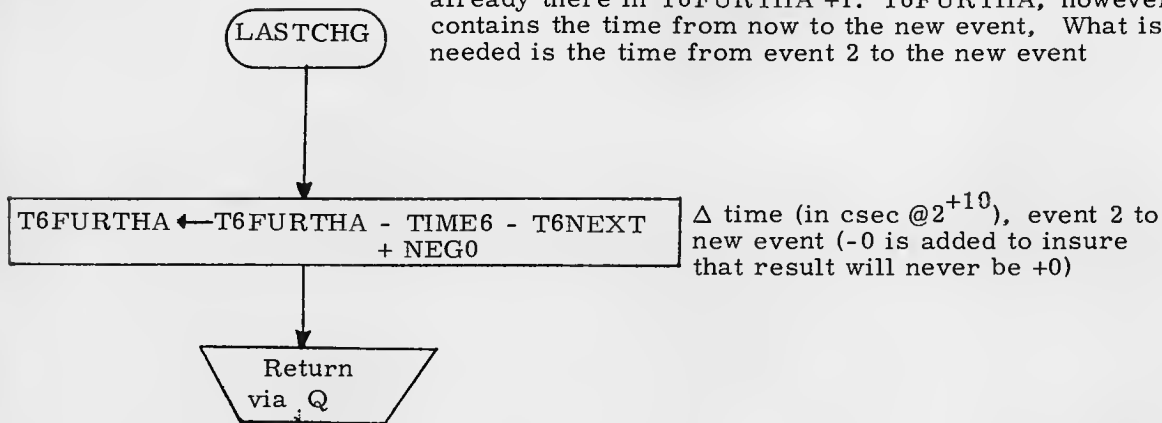 already there in T6FURTHA +1. T6FURTHA, however
contains the time from now to the new event, What is
needed is the time from event 2 to the new event
LASTCHG
T6FURTHA ← T6FURTHA - TIME6 - T6NEXT
+ NEG0
Δ time (in csec @2+10), event 2 to
new event (-0 is added to insure
that result will never be +0)
Return
via Q